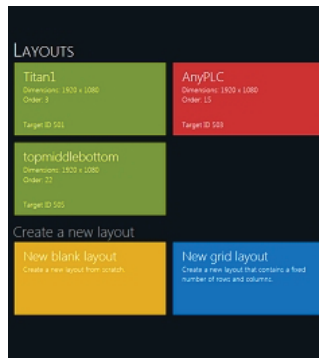 LAYOUTS
Titan1
Dimensions: 1920 x 1080
Order: 3
Target ID 501
AnyPLC
Dimensions: 1920 x 1080
Order: 15
Target ID 503
topmiddlebottom
Dimensions: 1920 x 1080
Order: 22
Target ID 505
Create a new layout
New blank layout
Create a new layout from scratch.
New grid layout
Create a new layout that contains a fixed
number of rows and columns.